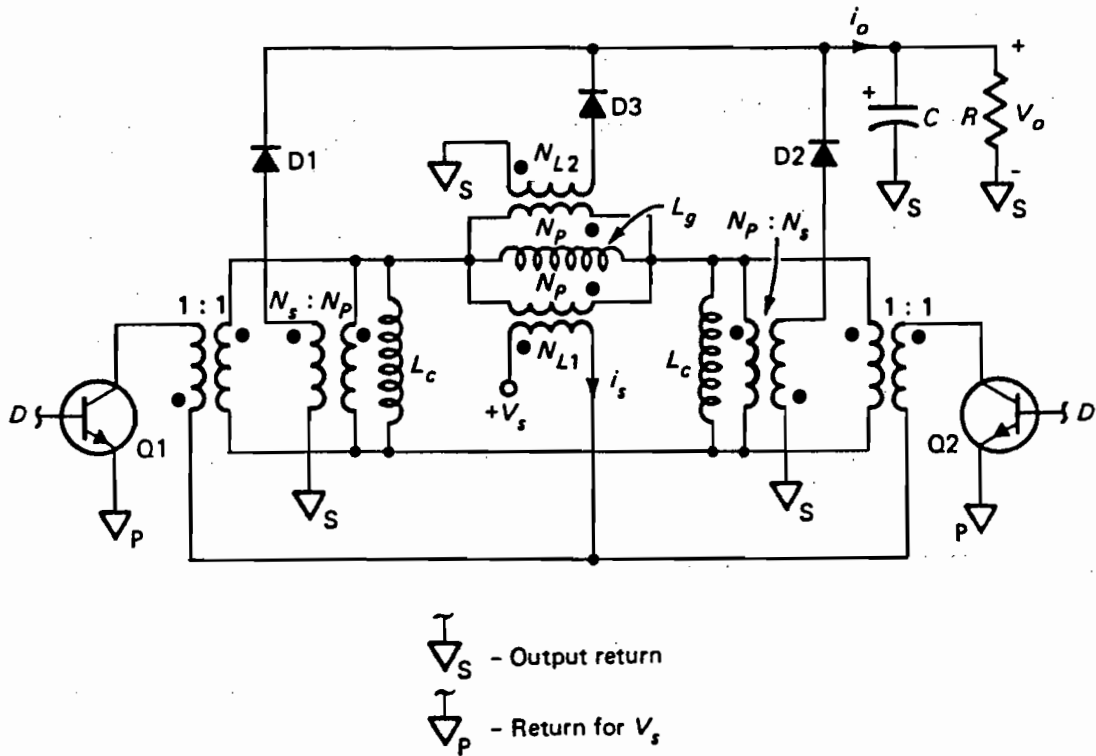 i_o
+
D1
D3
D2
+
C
R
V_o
-
S
N_L2
S
S
N_P
L_g
N_P : N_s
N_P
1 : 1
N_s : N_P
L_c
N_L1
+V_s
i_s
L_c
1 : 1
D
Q1
P
S
S
Q2
D
P
S - Output return
P - Return for V_s